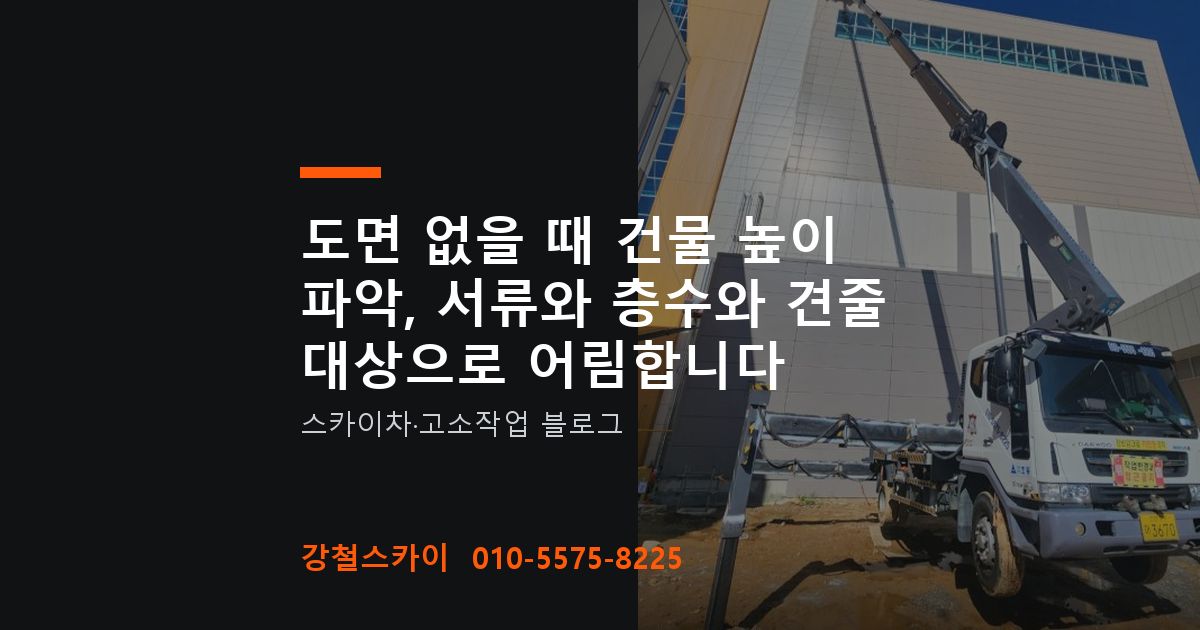 도면 없을 때 건물 높이
파악, 서류와 층수와 견줄
대상으로 어림합니다
스카이차·고소작업 블로그
강철스카이 010-5575-8225
3670